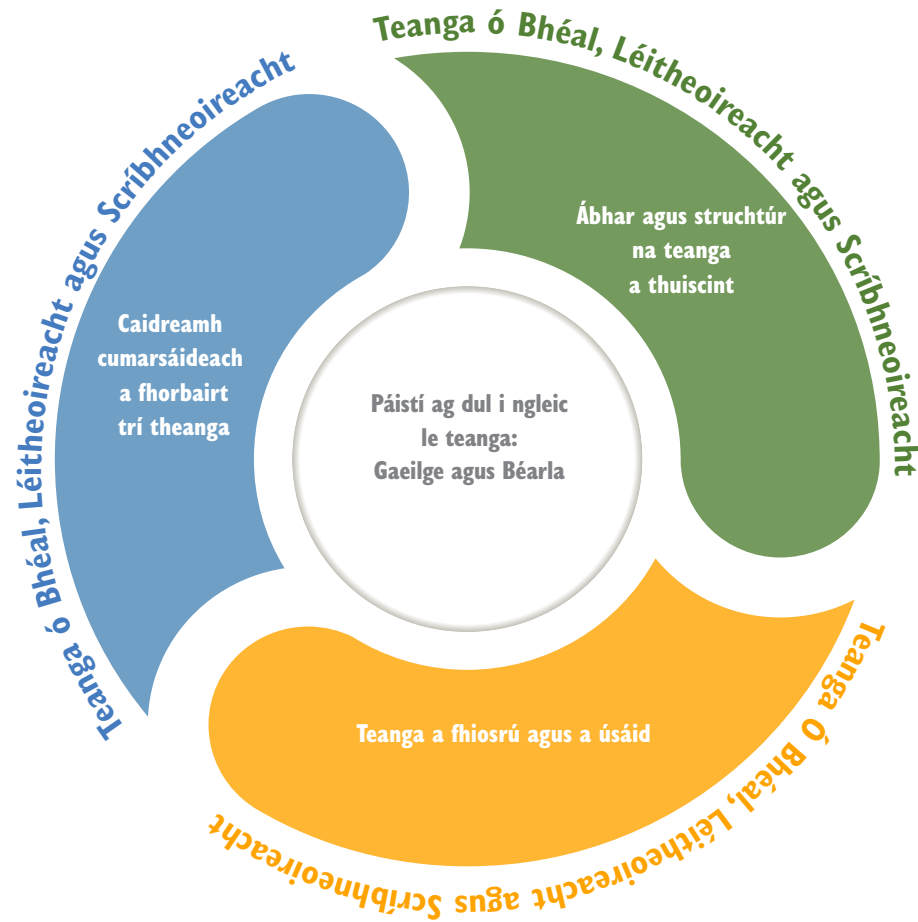 Teanga ó Bhéal, Léitheoireacht agus Scríbhneoireacht
Ábhar agus struchtúr
na teanga
a thuiscint
Teanga ó Bhéal, Léitheoireacht agus Scríbhneoireacht
Caidreamh
cumarsáideach
a fhorbairt
trí theanga
Páistí ag dul i ngleic
le teanga:
Gaeilge agus Béarla
Teanga a fhiosrú agus a úsáid
Teanga Ó Bhéal, Léitheoireacht agus Scríbhneoireacht